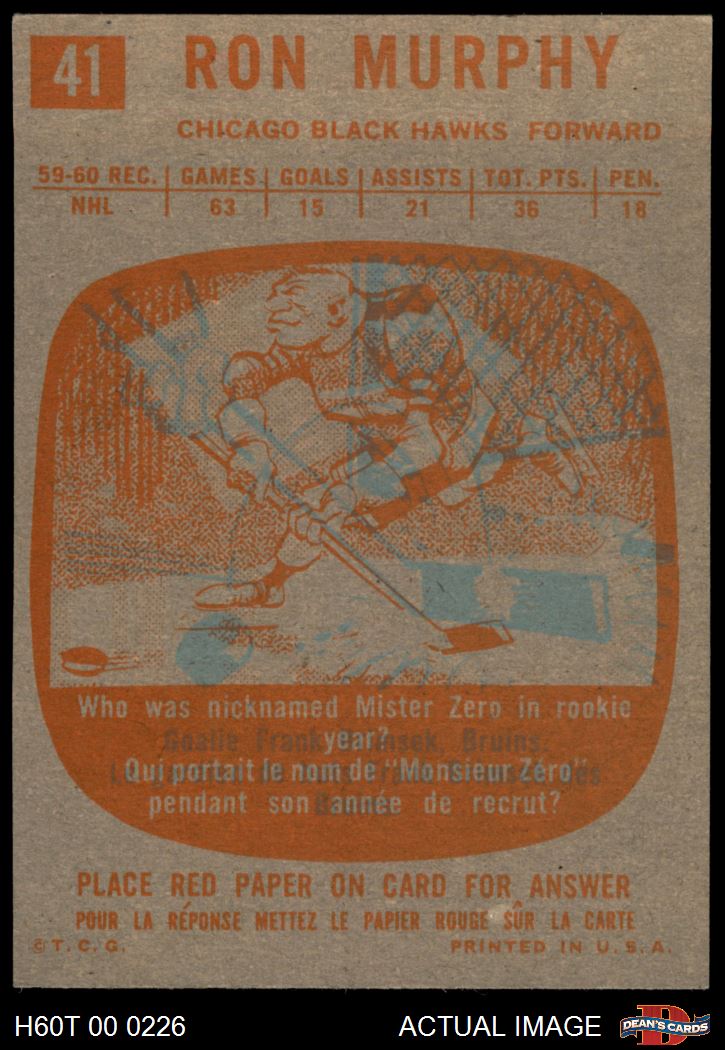 41 RON MURPHY
CHICAGO BLACK HAWKS FORWARD
59-60 REC. GAMES GOALS ASSISTS TOT. PTS. PEN.
NHL 63 15 21 36 18
Who was nicknamed Mister Zero in rookie
year?
Goalie Frank Brimsek, Bruins.
Qui portait le nom de "Monsieur Zéro"
pendant son année de recrut?
PLACE RED PAPER ON CARD FOR ANSWER
POUR LA RÉPONSE METTEZ LE PAPIER ROUGE SÛR LA CARTE
© T. C. G. PRINTED IN U. S. A.
H60T 00 0226 ACTUAL IMAGE DEAN'S CARDS